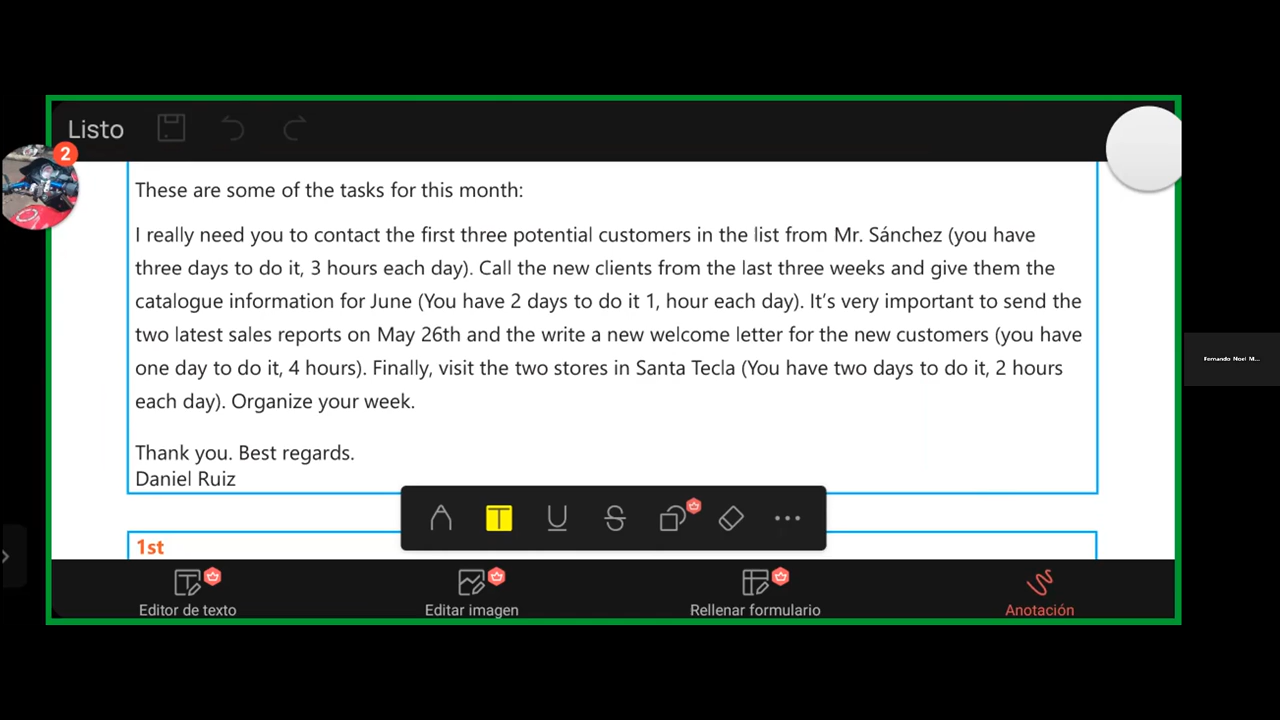 Listo
2
These are some of the tasks for this month:
I really need you to contact the first three potential customers in the list from Mr. Sánchez (you have
three days to do it, 3 hours each day). Call the new clients from the last three weeks and give them the
catalogue information for June (You have 2 days to do it 1, hour each day). It's very important to send the
two latest sales reports on May 26th and the write a new welcome letter for the new customers (you have
one day to do it, 4 hours). Finally, visit the two stores in Santa Tecla (You have two days to do it, 2 hours
each day). Organize your week.
Thank you. Best regards.
Daniel Ruiz
Fernando Noel M...
1st
Editor de texto
Editar imagen
Rellenar formulario
Anotación